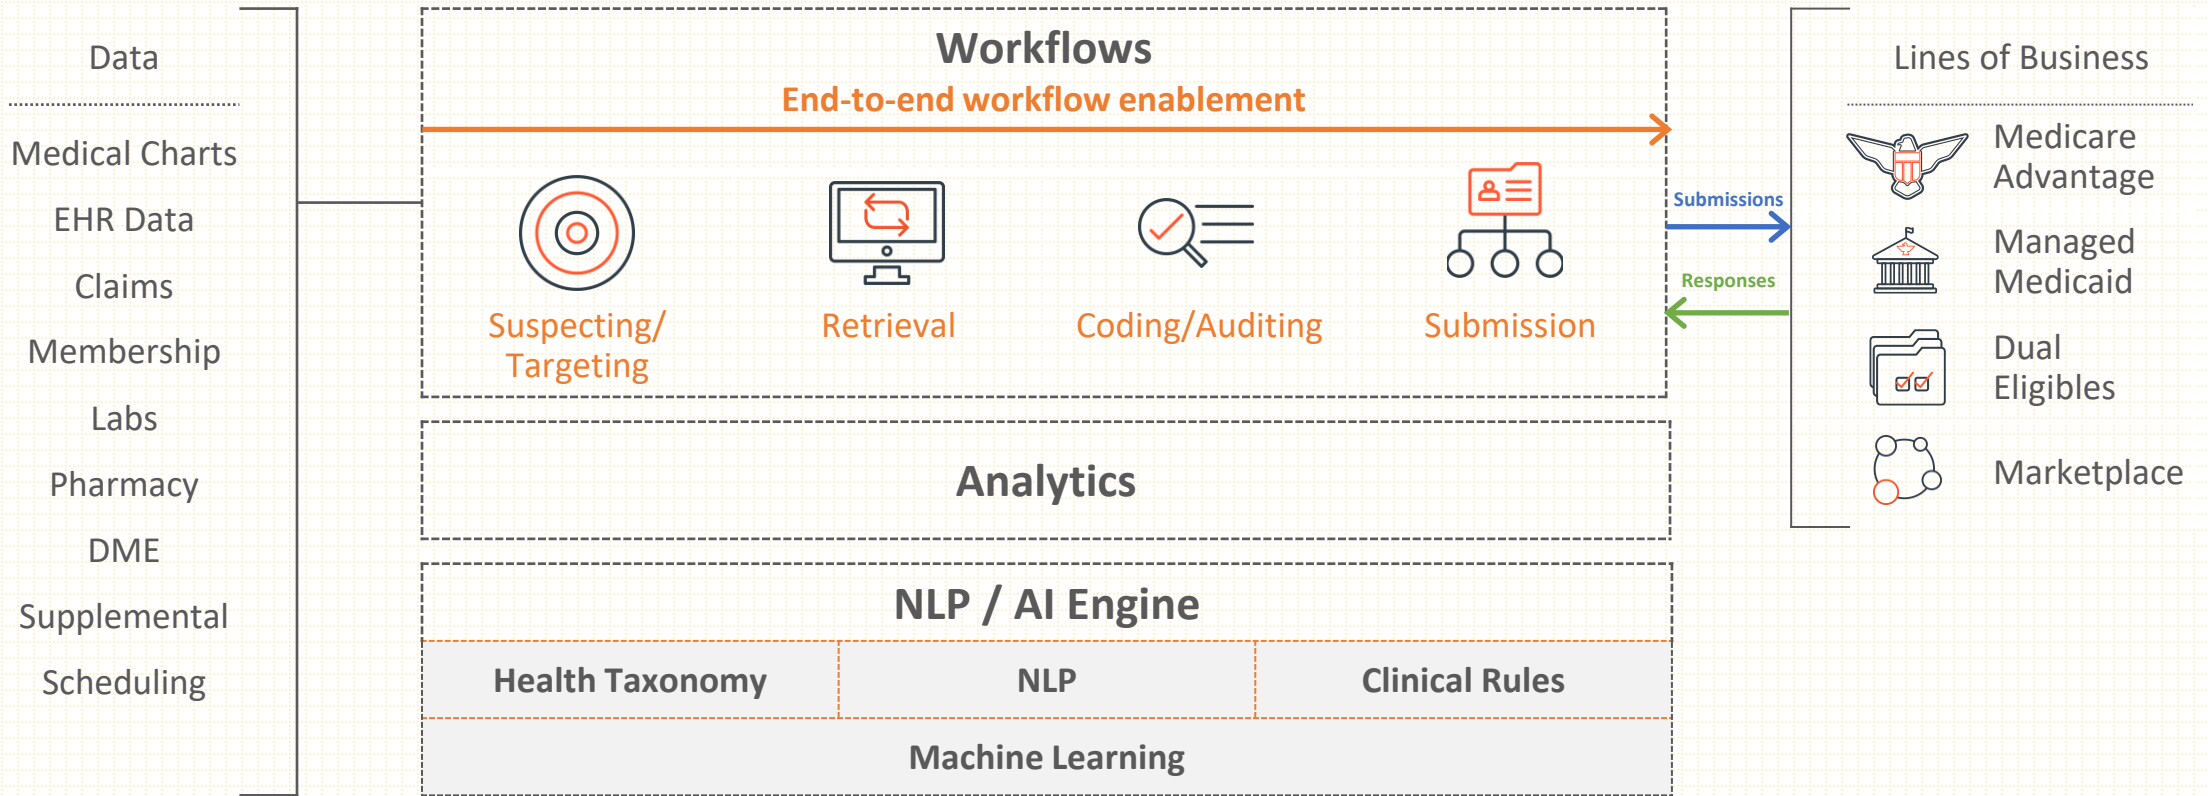 Data
Medical Charts
EHR Data
Claims
Membership
Labs
Pharmacy
DME
Supplemental
Scheduling
Workflows
End-to-end workflow enablement
Suspecting/
Targeting
Retrieval
Coding/Auditing
Submission
Analytics
NLP / AI Engine
Health Taxonomy
NLP
Clinical Rules
Machine Learning
Submissions
Responses
Lines of Business
Medicare
Advantage
Managed
Medicaid
Dual
Eligibles
Marketplace